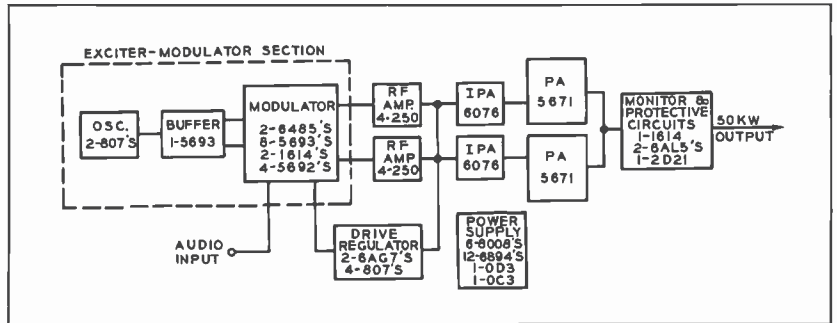 EXCITER-MODULATOR SECTION
OSC.
2-807'S
BUFFER
1-5693
MODULATOR
2-6485'S
8-5693'S
2-1614'S
4-5692'S
RF
AMP.
4-250
RF
AMP
4-250
IPA
6076
IPA
6076
PA
5671
PA
5671
MONITOR &
PROTECTIVE
CIRCUITS
1-1614
2-6AL5'S
1-2D21
50KW
OUTPUT
AUDIO
INPUT
DRIVE
REGULATOR
2-6AG7'S
4-807'S
POWER
SUPPLY
6-8008'S
12-6894'S
1-OD3
1-OC3